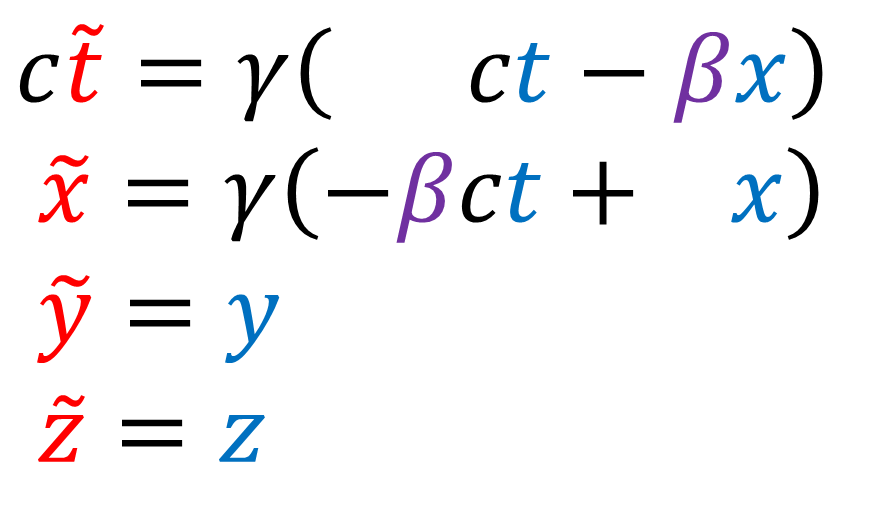 ct̃ = γ( ct − βx)
x̃ = γ(−βct + x)
ỹ = y
z̃ = z